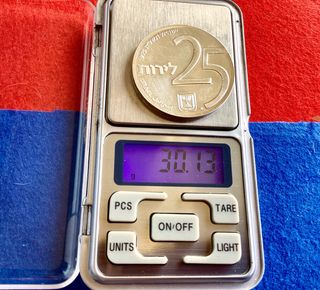 25
לירות
30.13
g
PCS
TARE
ON/OFF
UNITS
LIGHT